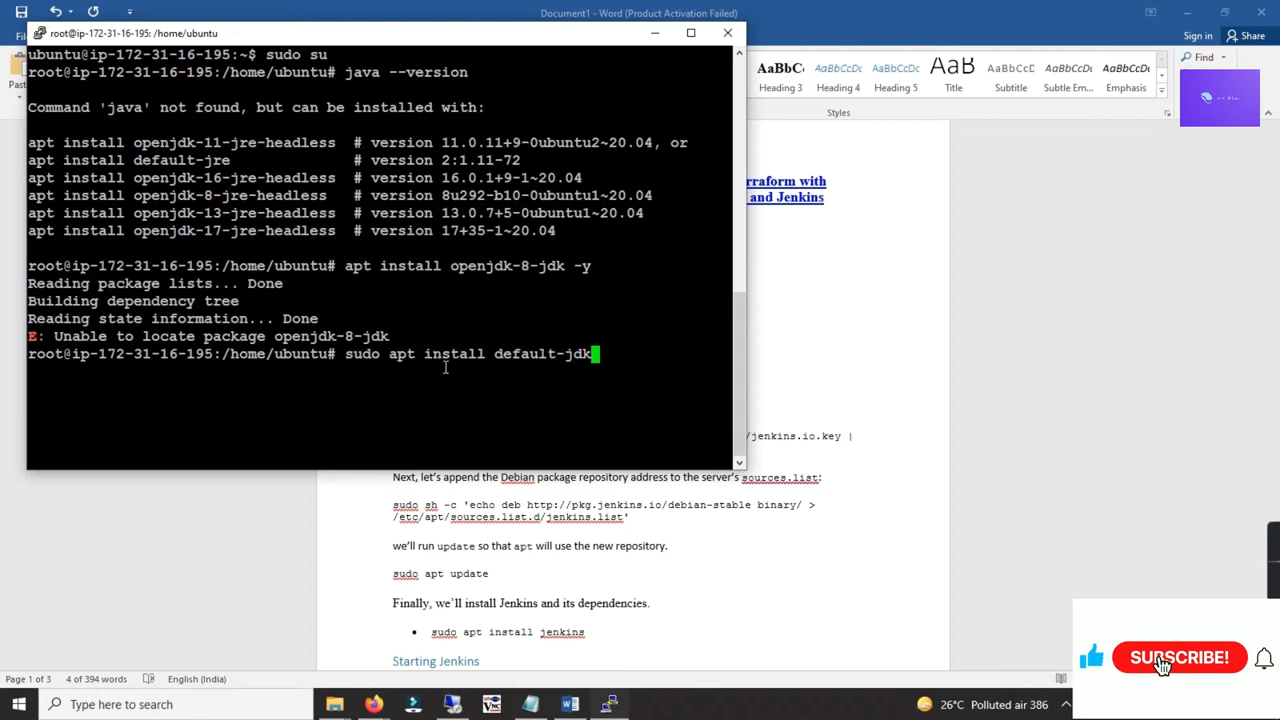 Document1 - Word (Product Activation Failed)
root@ip-172-31-16-195: /home/ubuntu
Sign in
Share
Find
ubuntu@ip-172-31-16-195:~$ sudo su
root@ip-172-31-16-195:/home/ubuntu# java --version
Command 'java' not found, but can be installed with:
apt install openjdk-11-jre-headless  # version 11.0.11+9-0ubuntu2~20.04, or
apt install default-jre              # version 2:1.11-72
apt install openjdk-16-jre-headless  # version 16.0.1+9-1~20.04
apt install openjdk-8-jre-headless   # version 8u292-b10-0ubuntu1~20.04
apt install openjdk-13-jre-headless  # version 13.0.7+5-0ubuntu1~20.04
apt install openjdk-17-jre-headless  # version 17+35-1~20.04
root@ip-172-31-16-195:/home/ubuntu# apt install openjdk-8-jdk -y
Reading package lists... Done
Building dependency tree
Reading state information... Done
E: Unable to locate package openjdk-8-jdk
root@ip-172-31-16-195:/home/ubuntu# sudo apt install default-jdk
AaBbC AaBbCcDc AaBbCcDc AaB AaBbCcD AaBbCcDc AaBbCcDc
Heading 3 Heading 4 Heading 5 Title Subtitle Subtle Em... Emphasis
Styles
Past
rraform with
and Jenkins
/jenkins.io.key |
Next, let's append the Debian package repository address to the server's sources.list:
sudo sh -c 'echo deb http://pkg.jenkins.io/debian-stable binary/ >
/etc/apt/sources.list.d/jenkins.list'
we'll run update so that apt will use the new repository.
sudo apt update
Finally, we'll install Jenkins and its dependencies.
• sudo apt install jenkins
Starting Jenkins
SUBSCRIBE!
Page 1 of 3 4 of 394 words English (India)
Type here to search
26°C Polluted air 386